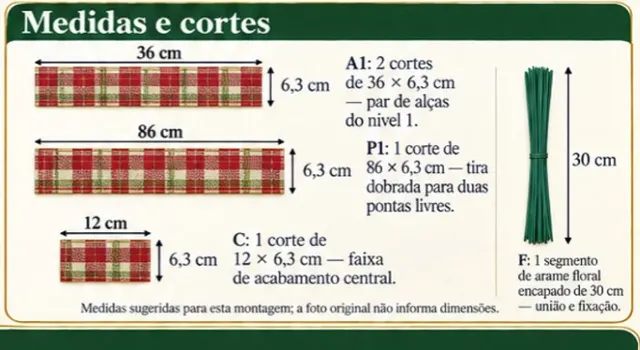 Medidas e cortes
36 cm
6,3 cm
A1: 2 cortes
de 36 × 6,3 cm
— par de alças
do nivel 1.
86 cm
6,3 cm
P1: 1 corte de
86 × 6,3 cm — tira
dobrada para duas
pontas livres.
12 cm
6,3 cm
C: 1 corte de
12 × 6,3 cm — faixa
de acabamento central.
30 cm
F: 1 segmento
de arame floral
encapado de 30 cm
— união e fixação.
Medidas sugeridas para esta montagem; a foto original não informa dimensões.